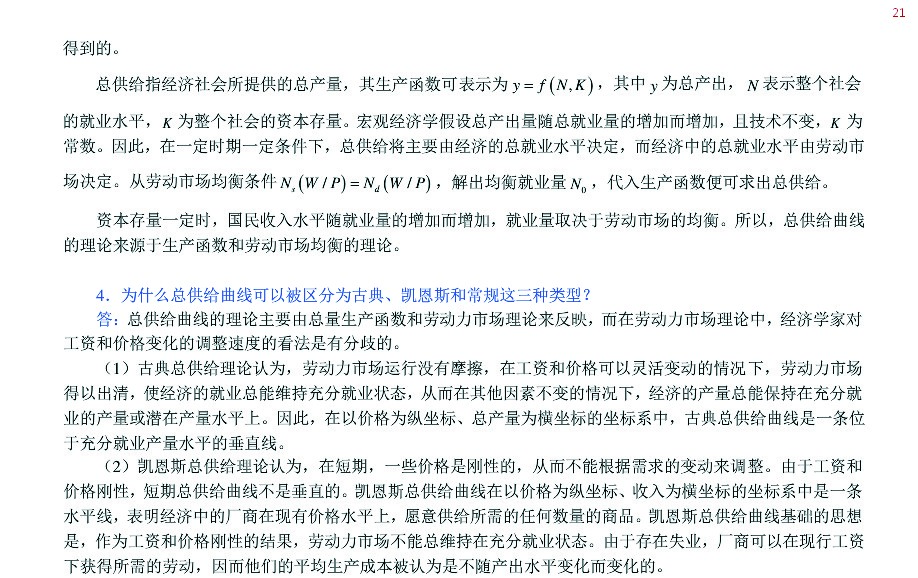 21
得到的。
总供给指经济社会所提供的总产量，其生产函数可表示为 y = f (N, K)，其中 y 为总产出， N 表示整个社会
的就业水平，K 为整个社会的资本存量。宏观经济学假设总产出量随总就业量的增加而增加，且技术不变，K 为
常数。因此，在一定时期一定条件下，总供给将主要由经济的总就业水平决定，而经济中的总就业水平由劳动市
场决定。从劳动市场均衡条件 Nₛ (W / P) = N_d (W / P)，解出均衡就业量 N₀，代入生产函数便可求出总供给。
资本存量一定时，国民收入水平随就业量的增加而增加，就业量取决于劳动市场的均衡。所以，总供给曲线
的理论来源于生产函数和劳动市场均衡的理论。
4．为什么总供给曲线可以被区分为古典、凯恩斯和常规这三种类型？
答：总供给曲线的理论主要由总量生产函数和劳动力市场理论来反映，而在劳动力市场理论中，经济学家对
工资和价格变化的调整速度的看法是有分歧的。
（1）古典总供给理论认为，劳动力市场运行没有摩擦，在工资和价格可以灵活变动的情况下，劳动力市场
得以出清，使经济的就业总能维持充分就业状态，从而在其他因素不变的情况下，经济的产量总能保持在充分就
业的产量或潜在产量水平上。因此，在以价格为纵坐标、总产量为横坐标的坐标系中，古典总供给曲线是一条位
于充分就业产量水平的垂直线。
（2）凯恩斯总供给理论认为，在短期，一些价格是刚性的，从而不能根据需求的变动来调整。由于工资和
价格刚性，短期总供给曲线不是垂直的。凯恩斯总供给曲线在以价格为纵坐标、收入为横坐标的坐标系中是一条
水平线，表明经济中的厂商在现有价格水平上，愿意供给所需的任何数量的商品。凯恩斯总供给曲线基础的思想
是，作为工资和价格刚性的结果，劳动力市场不能总维持在充分就业状态。由于存在失业，厂商可以在现行工资
下获得所需的劳动，因而他们的平均生产成本被认为是不随产出水平变化而变化的。